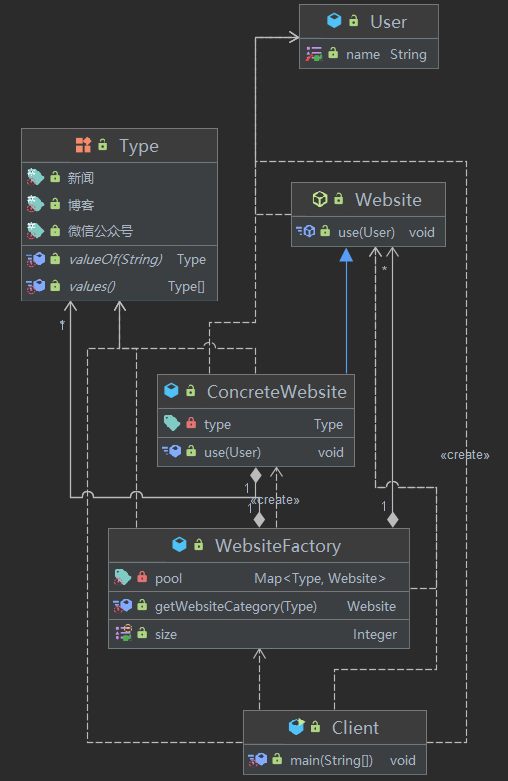 User
name String
Type
新闻
博客
微信公众号
valueOf(String) Type
values() Type[]
Website
use(User) void
*
*
ConcreteWebsite
type Type
use(User) void
«create»
1
1
«create»
1
WebsiteFactory
pool Map<Type, Website>
getWebsiteCategory(Type) Website
size Integer
Client
main(String[]) void